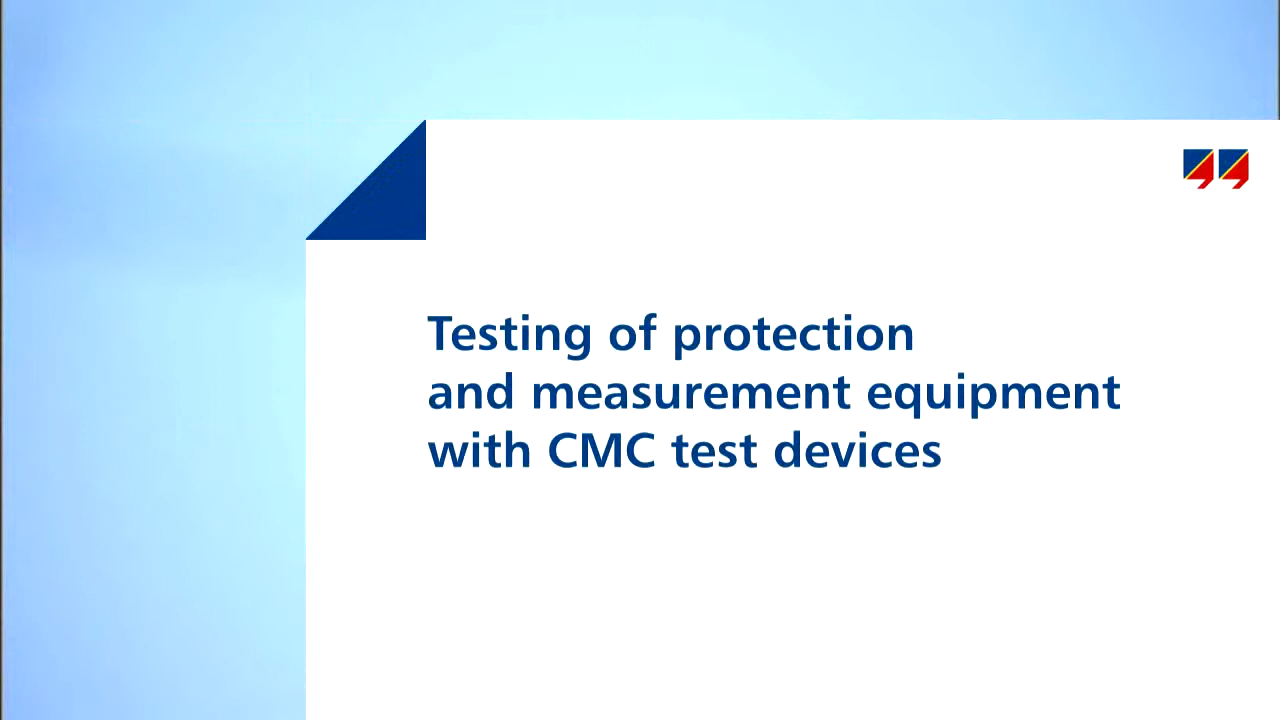 Testing of protection
and measurement equipment
with CMC test devices